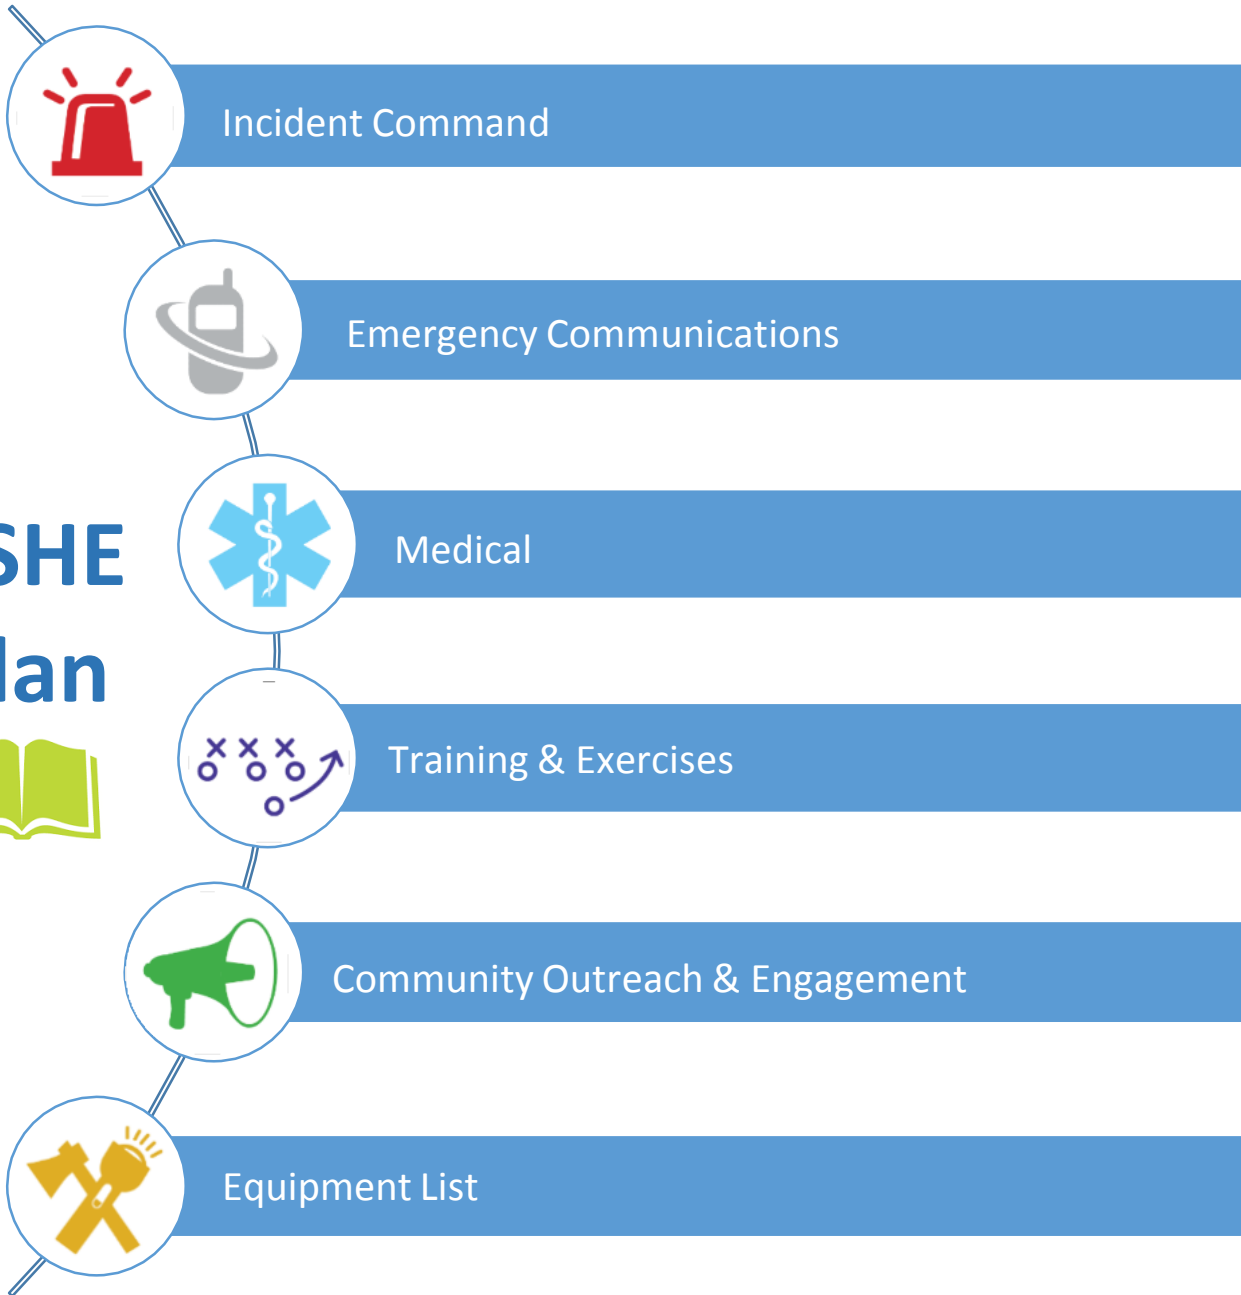 Incident Command
Emergency Communications
SHE
lan
Medical
Training & Exercises
Community Outreach & Engagement
Equipment List